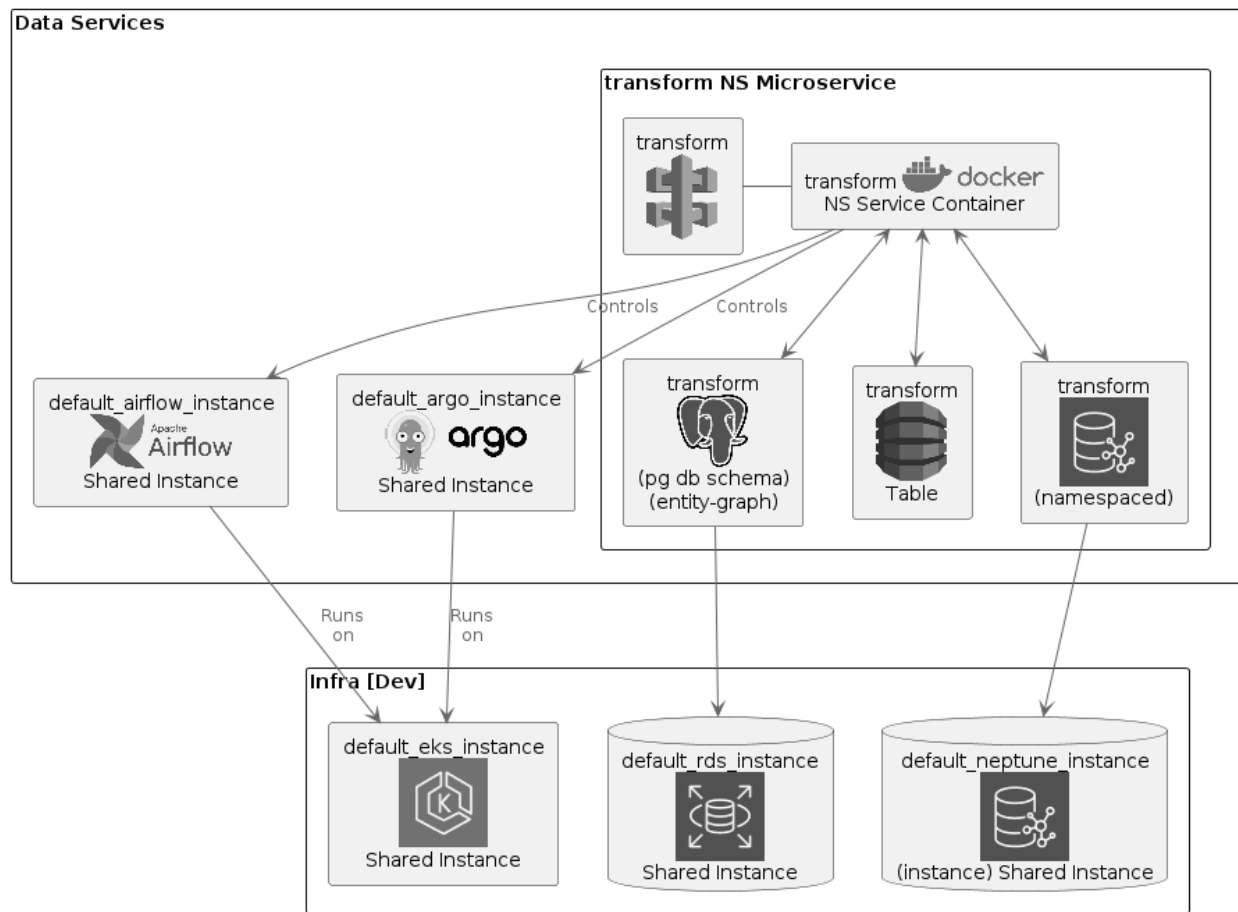 Data Services
transform NS Microservice
transform
transform docker
NS Service Container
Controls
Controls
default_airflow_instance
Apache
Airflow
Shared Instance
default_argo_instance
argo
Shared Instance
transform
(pg db schema)
(entity-graph)
transform
Table
transform
(namespaced)
Runs
on
Runs
on
Infra [Dev]
default_eks_instance
K
Shared Instance
default_rds_instance
Shared Instance
default_neptune_instance
(instance) Shared Instance